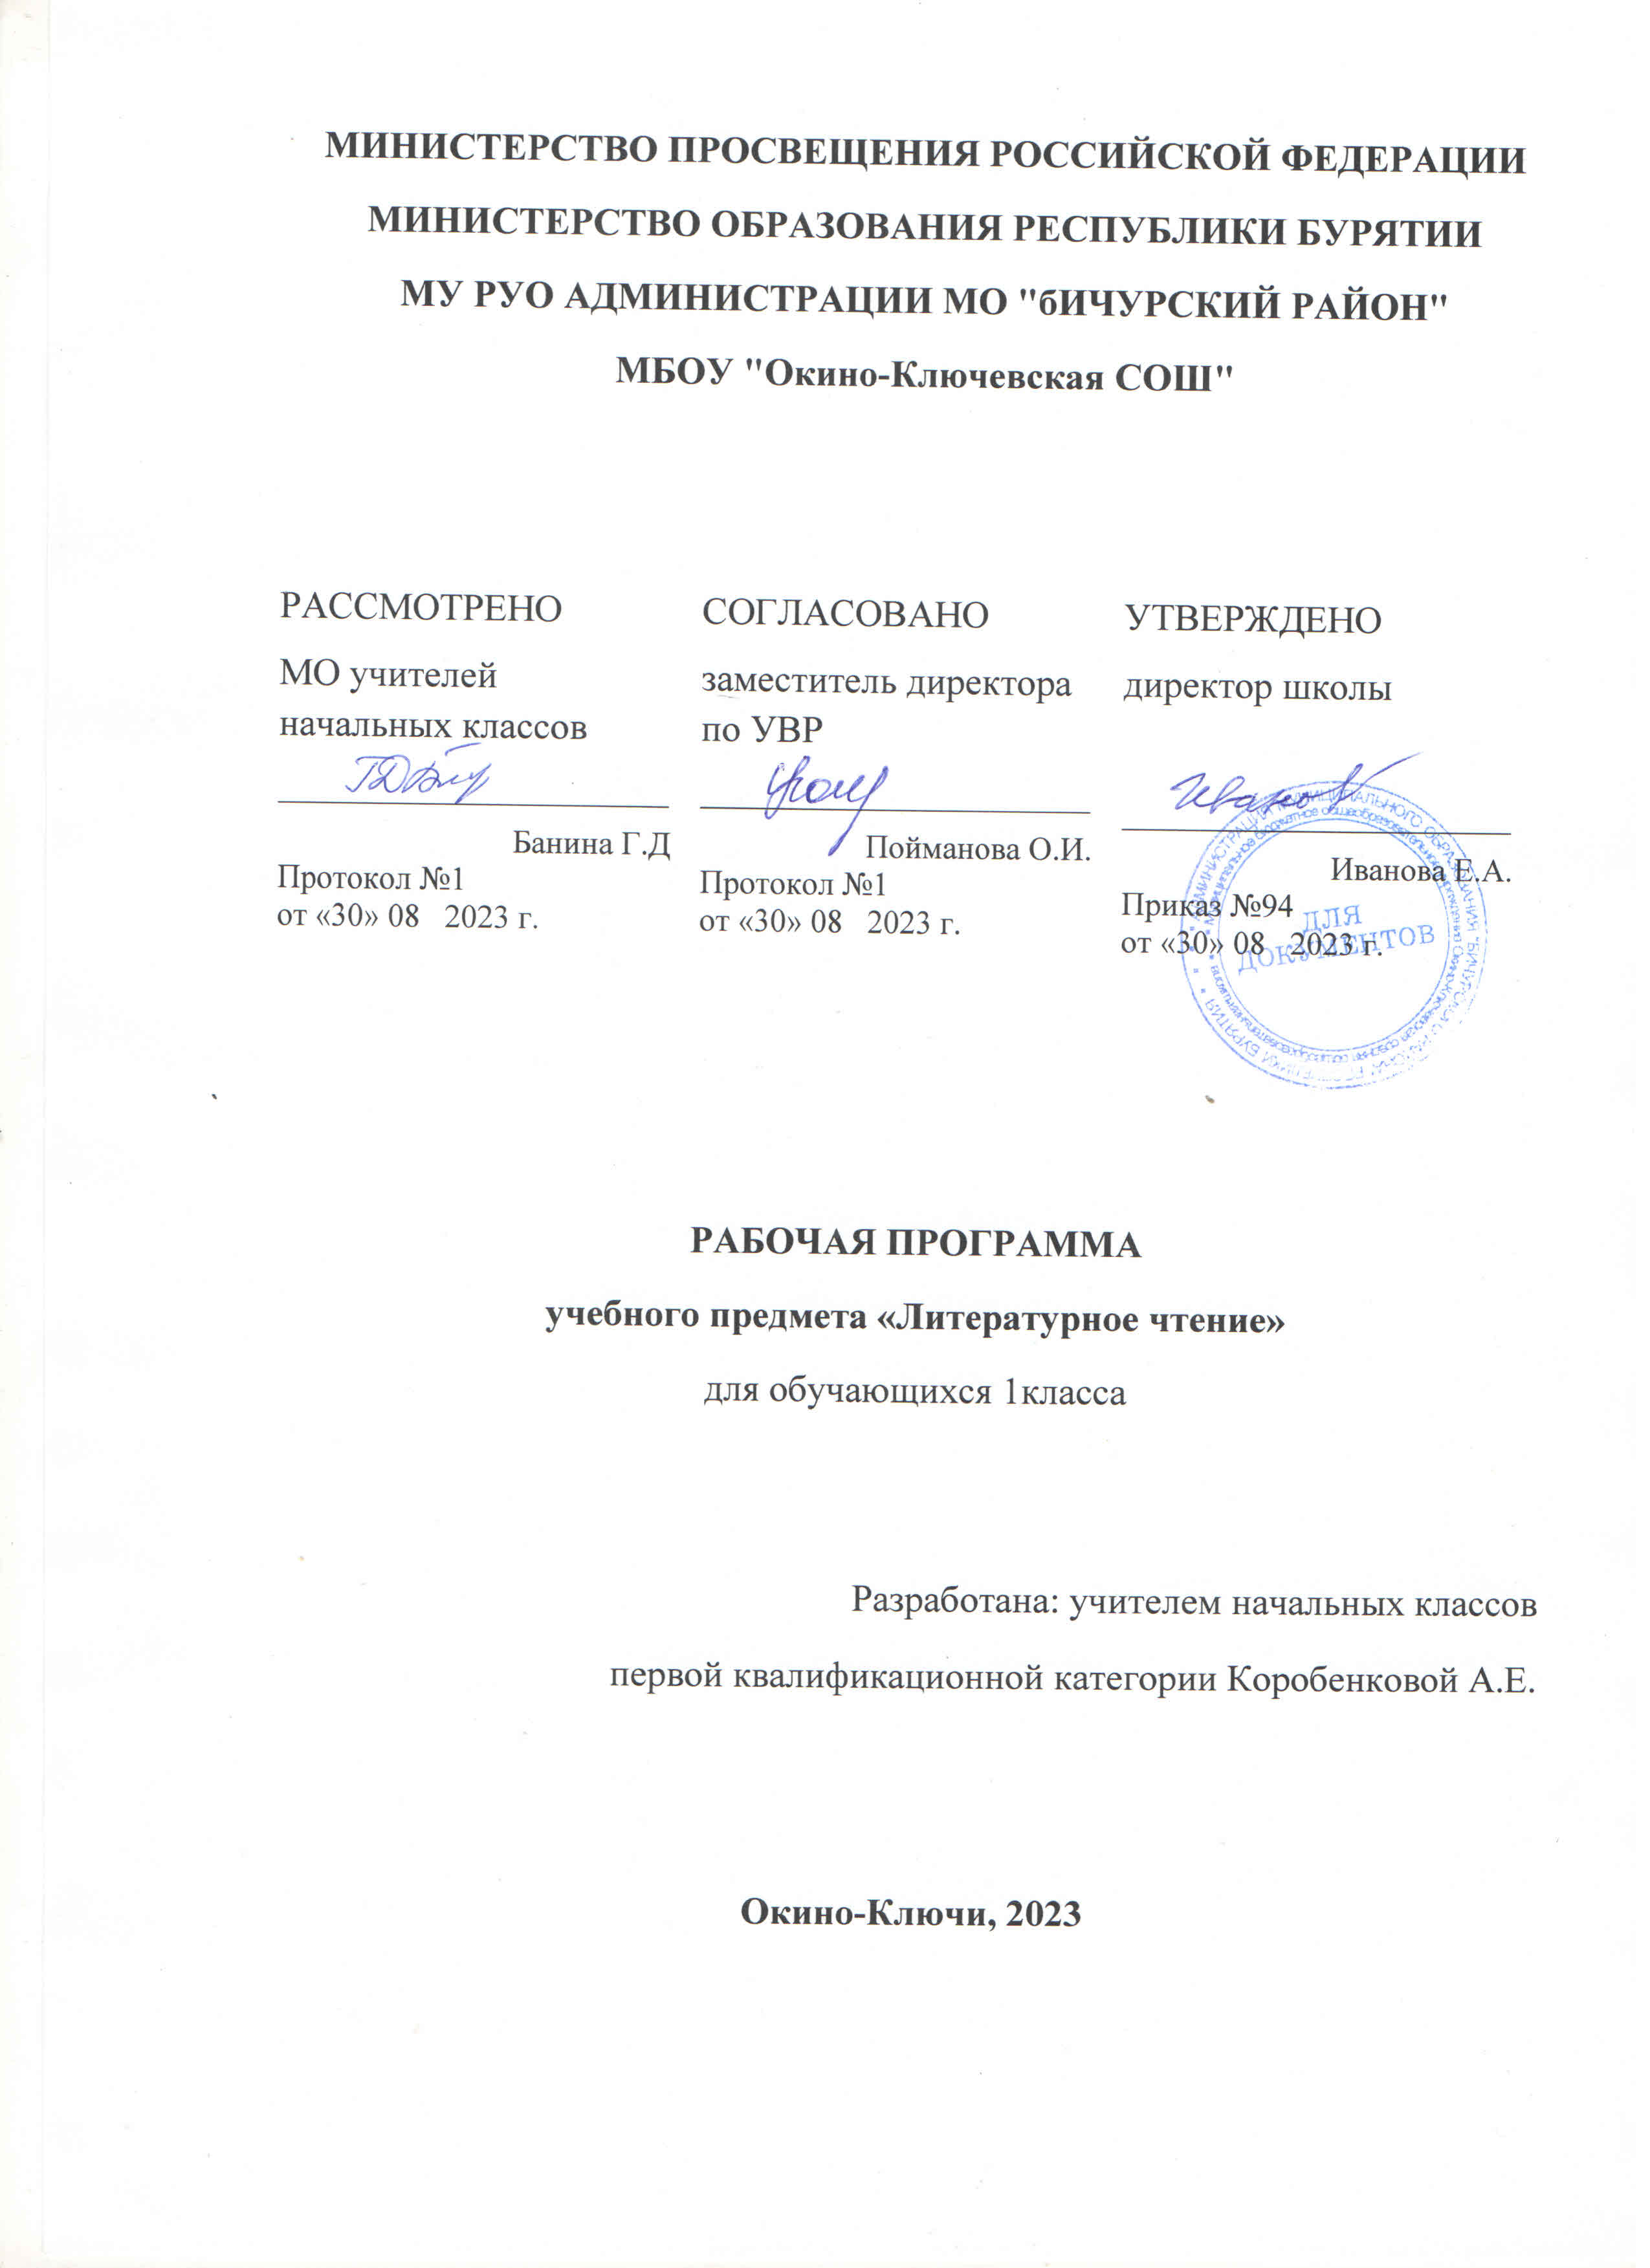 МИНИСТЕРСТВО ПРОСВЕЩЕНИЯ РОССИЙСКОЙ ФЕДЕРАЦИИ
МИНИСТЕРСТВО ОБРАЗОВАНИЯ РЕСПУБЛИКИ БУРЯТИИ
МУ РУО АДМИНИСТРАЦИИ МО "бИЧУРСКИЙ РАЙОН"
МБОУ "Окино-Ключевская СОШ"
РАССМОТРЕНО
МО учителей
начальных классов
Банина Г.Д
Протокол №1
от «30» 08 2023 г.
СОГЛАСОВАНО
заместитель директора
по УВР
Пойманова О.И.
Протокол №1
от «30» 08 2023 г.
УТВЕРЖДЕНО
директор школы
Иванова Е.А.
Приказ №94
от «30» 08 2023 г.
ДЛЯ
ДОКУМЕНТОВ
РАБОЧАЯ ПРОГРАММА
учебного предмета «Литературное чтение»
для обучающихся 1класса
Разработана: учителем начальных классов
первой квалификационной категории Коробенковой А.Е.
Окино-Ключи, 2023